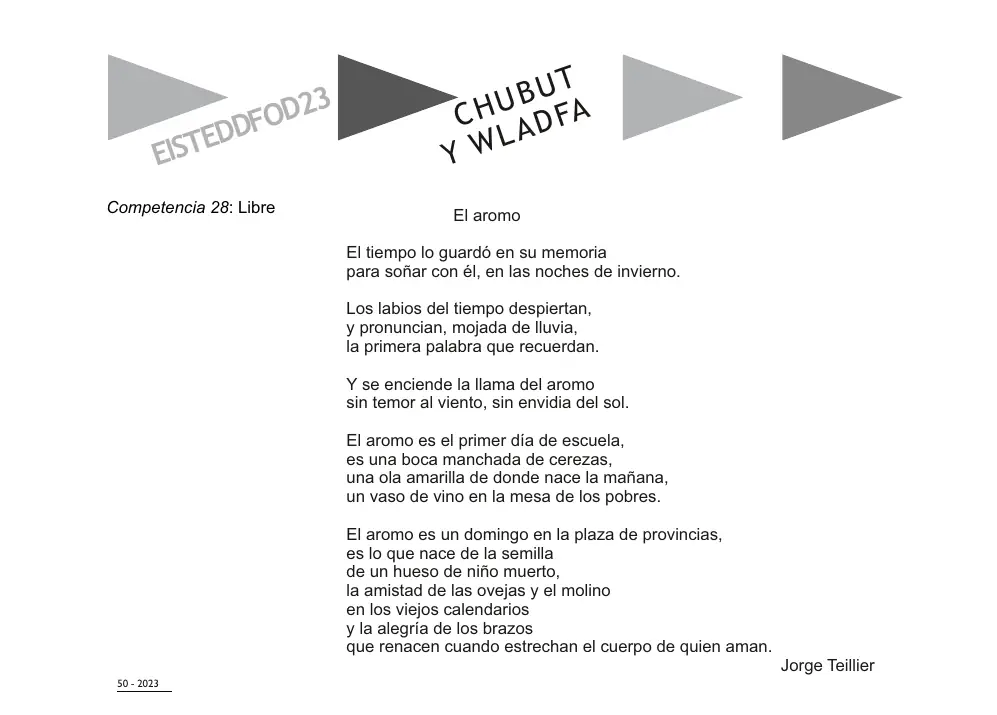 EISTEDDFOD23
CHUBUT
Y WLADFA
Competencia 28: Libre
El aromo
El tiempo lo guardó en su memoria
para soñar con él, en las noches de invierno.
Los labios del tiempo despiertan,
y pronuncian, mojada de lluvia,
la primera palabra que recuerdan.
Y se enciende la llama del aromo
sin temor al viento, sin envidia del sol.
El aromo es el primer día de escuela,
es una boca manchada de cerezas,
una ola amarilla de donde nace la mañana,
un vaso de vino en la mesa de los pobres.
El aromo es un domingo en la plaza de provincias,
es lo que nace de la semilla
de un hueso de niño muerto,
la amistad de las ovejas y el molino
en los viejos calendarios
y la alegría de los brazos
que renacen cuando estrechan el cuerpo de quien aman.
Jorge Teillier
50 - 2023